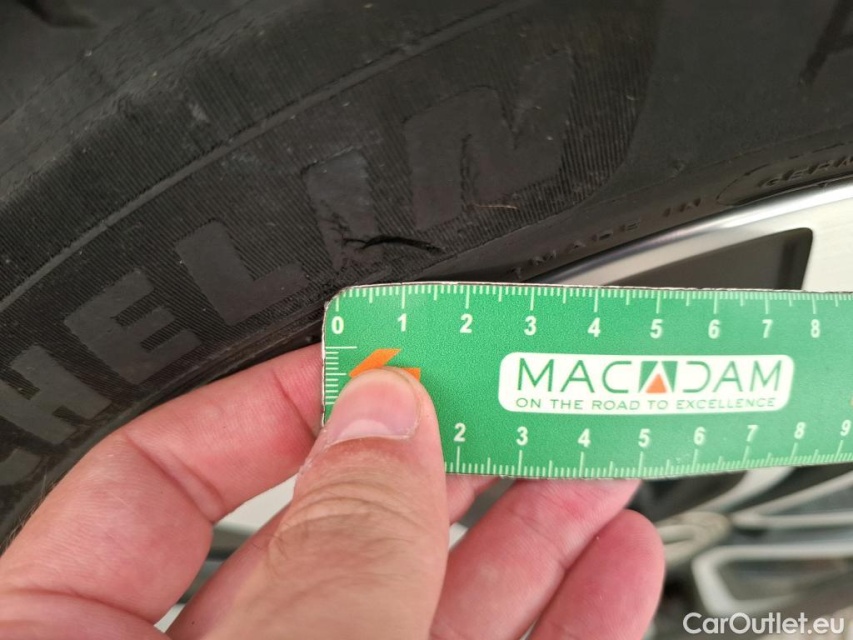 HELIN
MADE IN GERM
0 1 2 3 4 5 6 7 8
MACADAM
ON THE ROAD TO EXCELLENCE
2 3 4 5 6 7 8 9
CarOutlet.eu